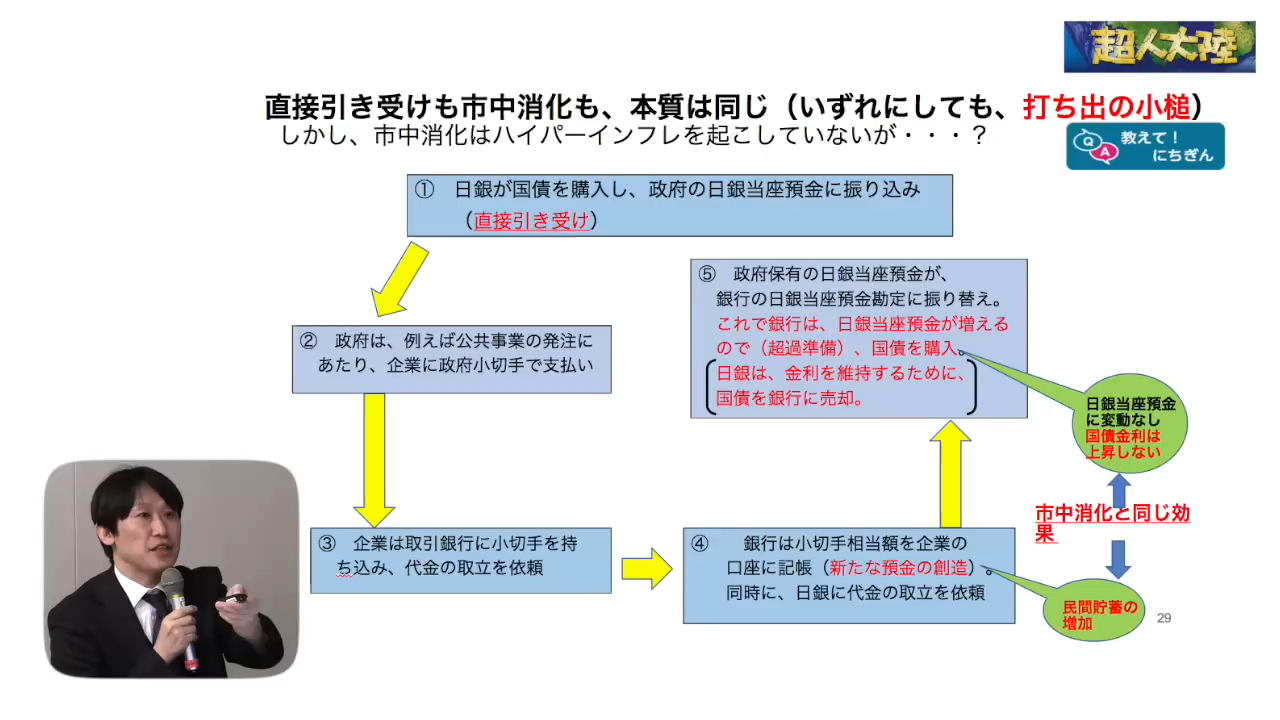 超人大陸
直接引き受けも市中消化も、本質は同じ（いずれにしても、打ち出の小槌）
しかし、市中消化はハイパーインフレを起こしていないが・・・？
Q
A
教えて！
にちぎん
① 日銀が国債を購入し、政府の日銀当座預金に振り込み
（直接引き受け）
② 政府は、例えば公共事業の発注に
あたり、企業に政府小切手で支払い
③ 企業は取引銀行に小切手を持
ち込み、代金の取立を依頼
④ 銀行は小切手相当額を企業の
口座に記帳（新たな預金の創造）。
同時に、日銀に代金の取立を依頼
⑤ 政府保有の日銀当座預金が、
銀行の日銀当座預金勘定に振り替え。
これで銀行は、日銀当座預金が増える
ので（超過準備）、国債を購入。
日銀は、金利を維持するために、
国債を銀行に売却。
日銀当座預金
に変動なし
国債金利は
上昇しない
市中消化と同じ効
果
民間貯蓄の
増加
29